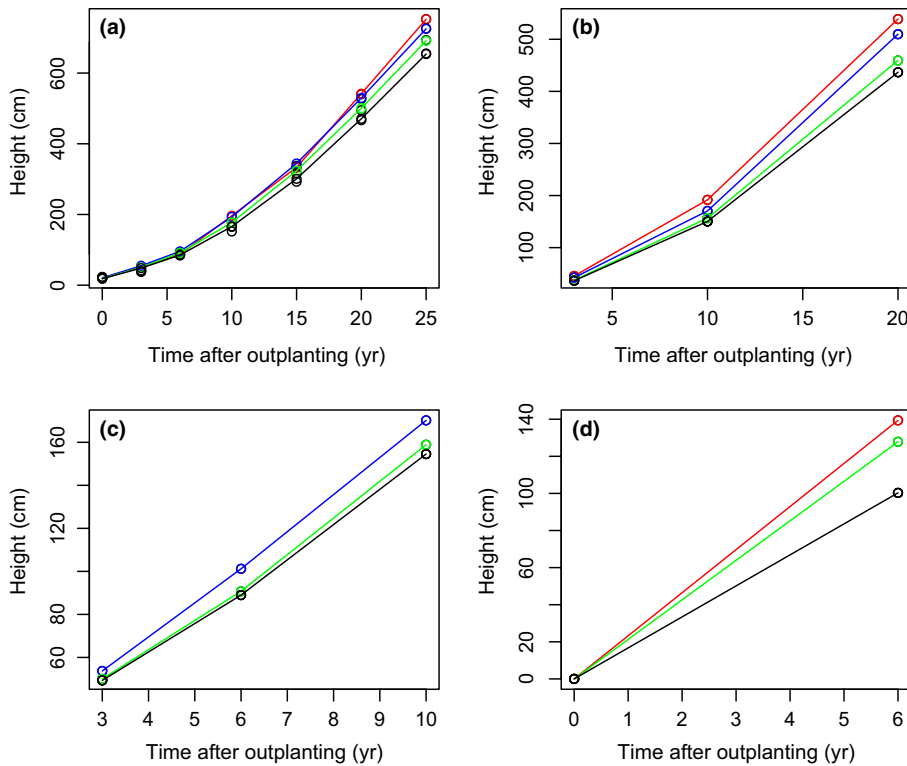 (a)
Height (cm)
0 200 400 600
0 5 10 15 20 25
Time after outplanting (yr)
(b)
Height (cm)
100 200 300 400 500
5 10 15 20
Time after outplanting (yr)
(c)
Height (cm)
60 80 120 160
3 4 5 6 7 8 9 10
Time after outplanting (yr)
(d)
Height (cm)
0 20 60 100 140
0 1 2 3 4 5 6
Time after outplanting (yr)